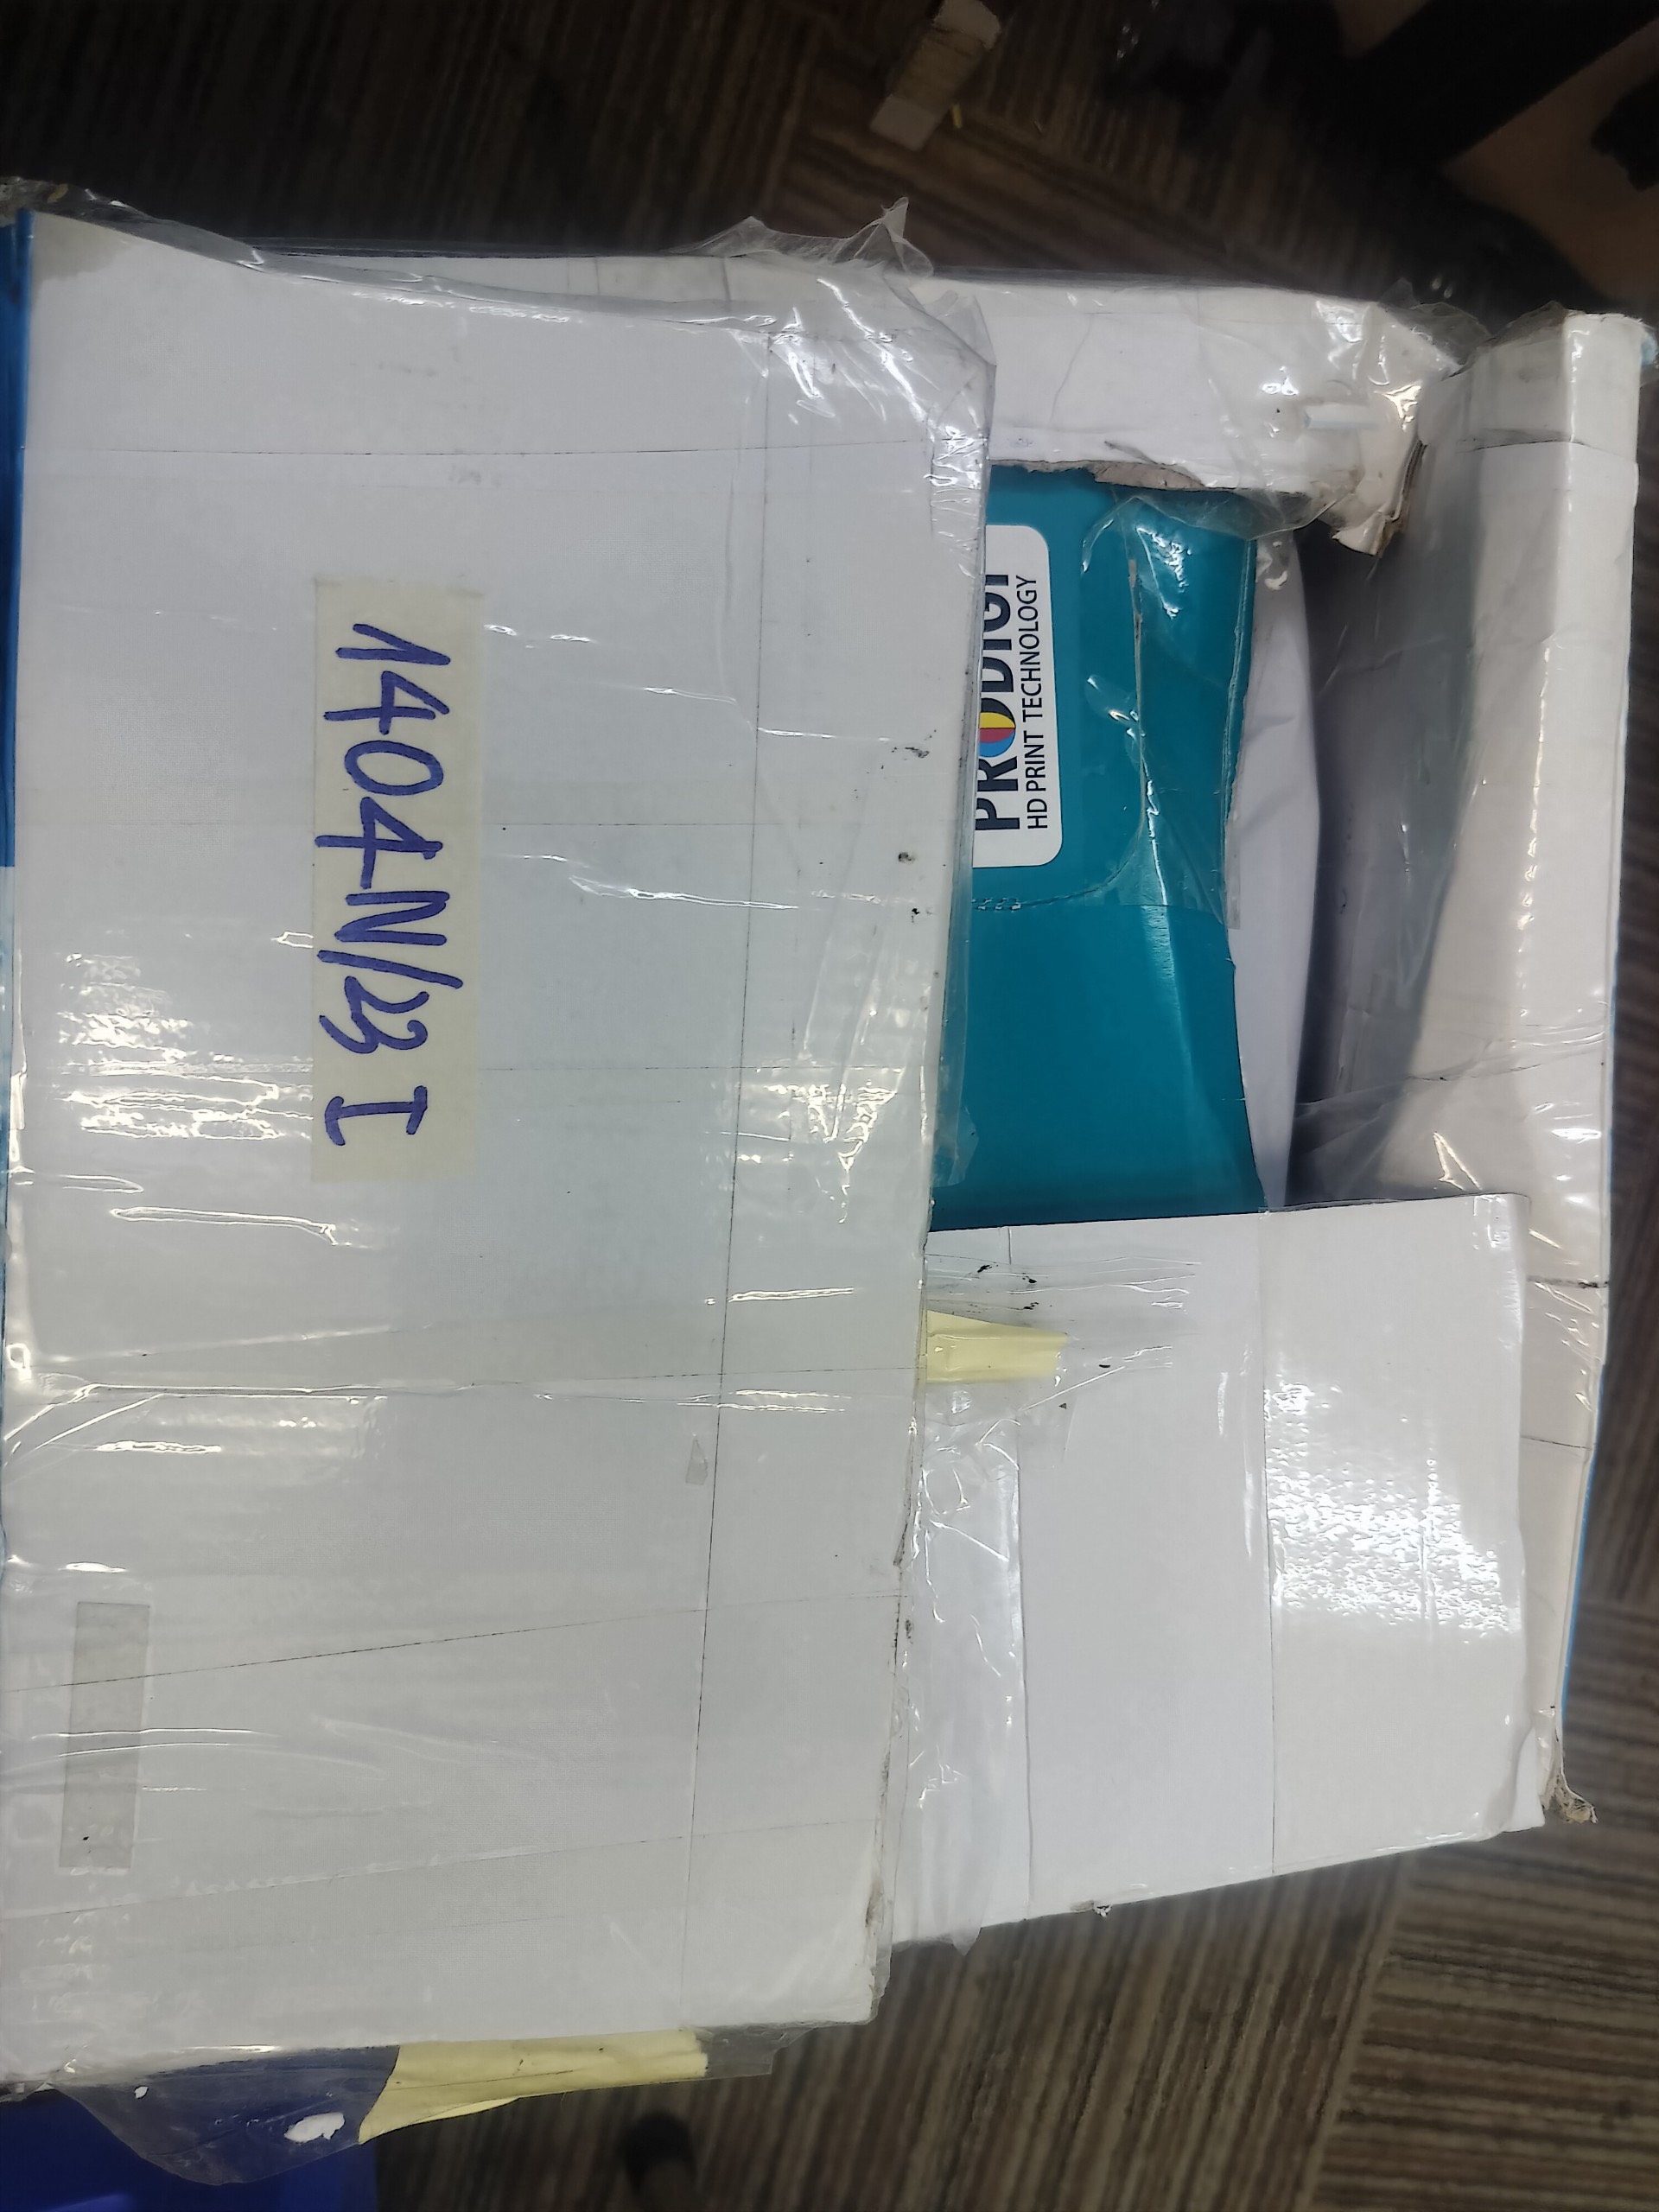 1404N/23 I
PRODIGI
HD PRINT TECHNOLOGY